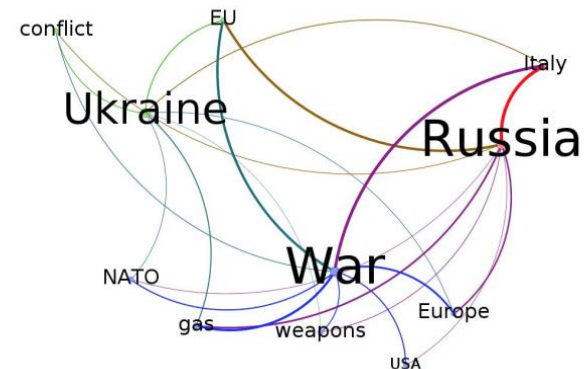 EU
conflict
Italy
Ukraine
Russia
War
NATO
Europe
gas
weapons
USA